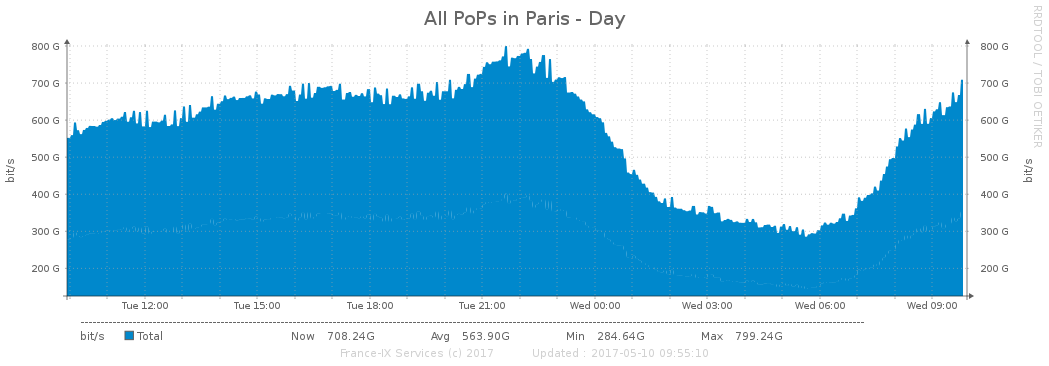 All PoPs in Paris - Day
RRDTOOL / TOBI OETIKER
bit/s
bit/s
800 G 800 G
700 G 700 G
600 G 600 G
500 G 500 G
400 G 400 G
300 G 300 G
200 G 200 G
Tue 12:00 Tue 15:00 Tue 18:00 Tue 21:00 Wed 00:00 Wed 03:00 Wed 06:00 Wed 09:00
bit/s Total Now 708.24G Avg 563.90G Min 284.64G Max 799.24G
France-IX Services (c) 2017 Updated : 2017-05-10 09:55:10